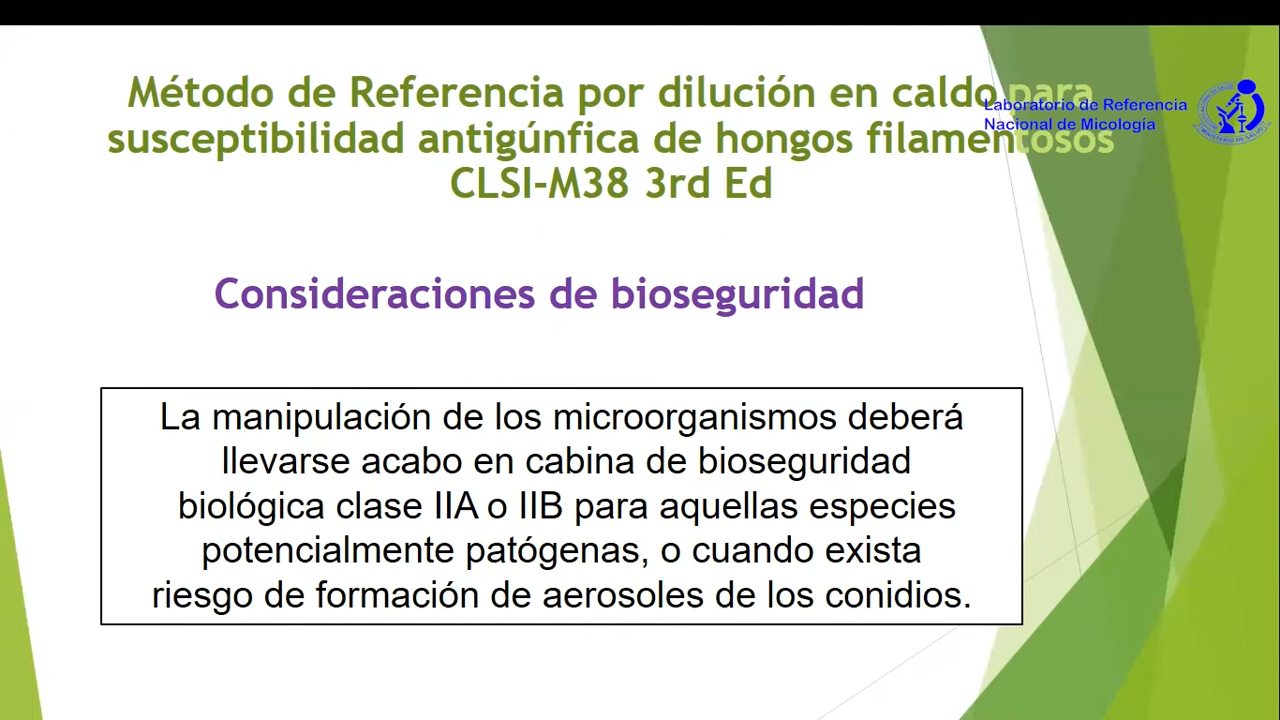 Método de Referencia por dilución en caldo para
susceptibilidad antigúnfica de hongos filamentosos
CLSI-M38 3rd Ed
Laboratorio de Referencia
Nacional de Micología
Consideraciones de bioseguridad
La manipulación de los microorganismos deberá
llevarse acabo en cabina de bioseguridad
biológica clase IIA o IIB para aquellas especies
potencialmente patógenas, o cuando exista
riesgo de formación de aerosoles de los conidios.